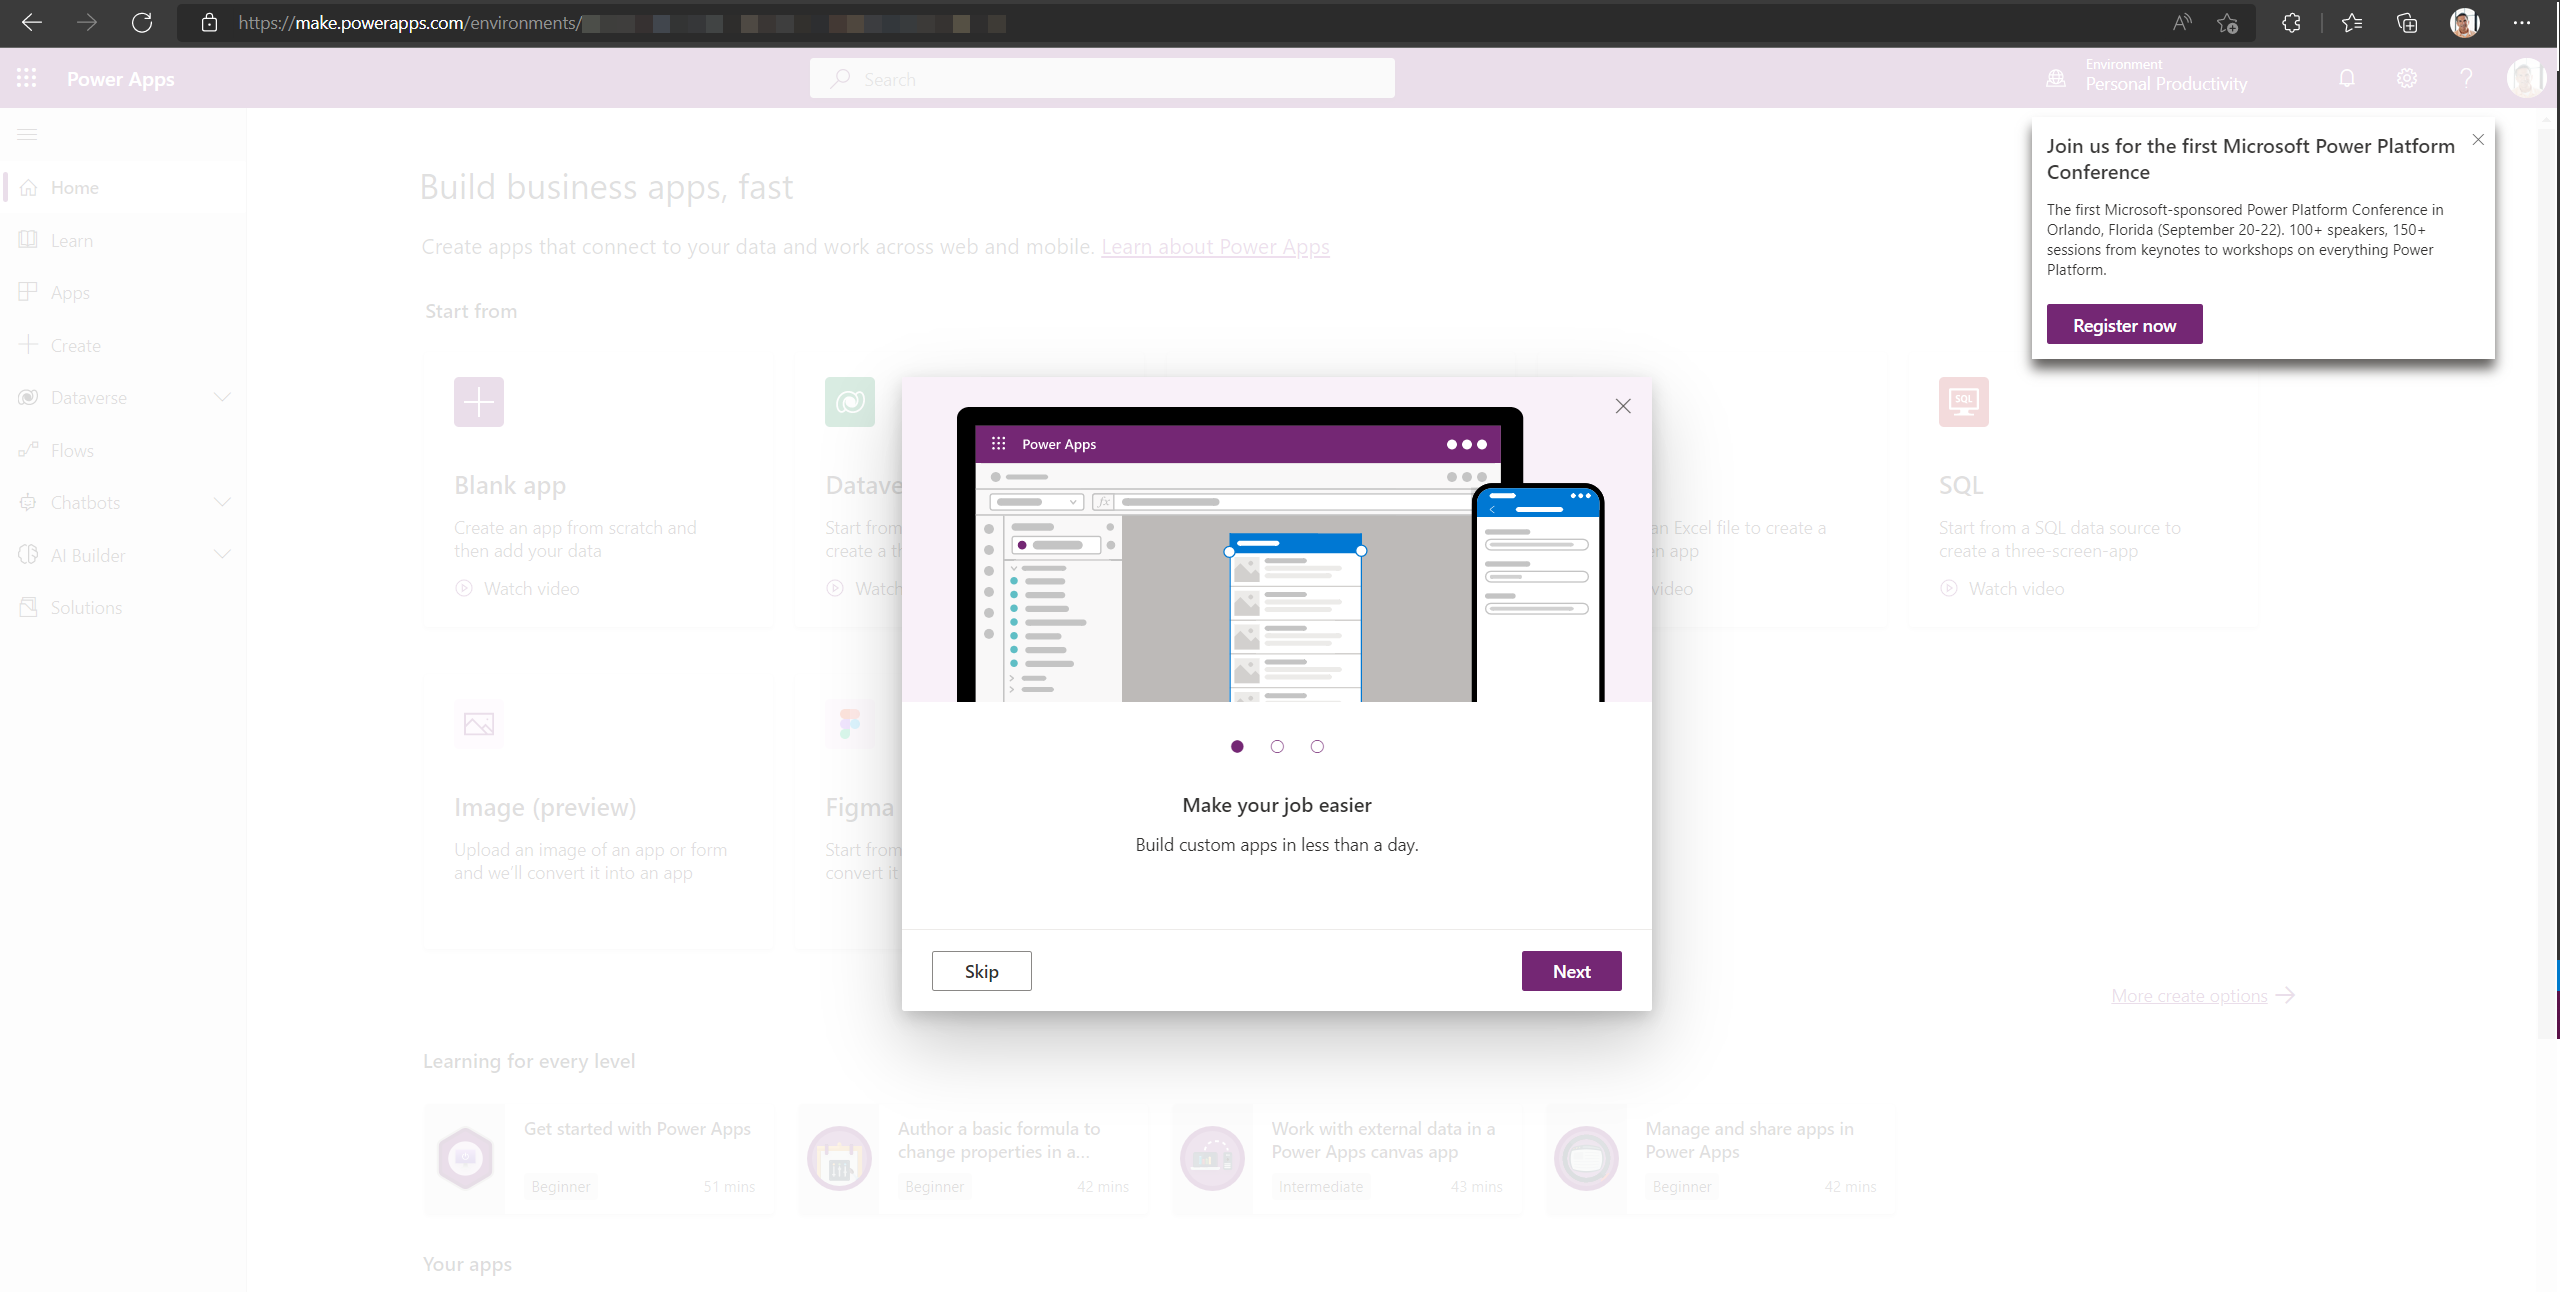 https://make.powerapps.com/environments/
Power Apps
Search
Environment
Personal Productivity
Home
Learn
Apps
Create
Dataverse
Flows
Chatbots
AI Builder
Solutions
Build business apps, fast
Create apps that connect to your data and work across web and mobile. Learn about Power Apps
Start from
Join us for the first Microsoft Power Platform
Conference
The first Microsoft-sponsored Power Platform Conference in
Orlando, Florida (September 20-22). 100+ speakers, 150+
sessions from keynotes to workshops on everything Power
Platform.
Register now
Blank app
Create an app from scratch and
then add your data
Watch video
Datave
Start from
create a th
Watch
an Excel file to create a
n app
video
SQL
SQL
Start from a SQL data source to
create a three-screen-app
Watch video
Image (preview)
Upload an image of an app or form
and we'll convert it into an app
Figma
Start from
convert it
Power Apps
fx
Make your job easier
Build custom apps in less than a day.
Skip
Next
More create options
Learning for every level
Get started with Power Apps
Beginner
51 mins
Author a basic formula to
change properties in a...
Beginner
42 mins
Work with external data in a
Power Apps canvas app
Intermediate
43 mins
Manage and share apps in
Power Apps
Beginner
42 mins
Your apps